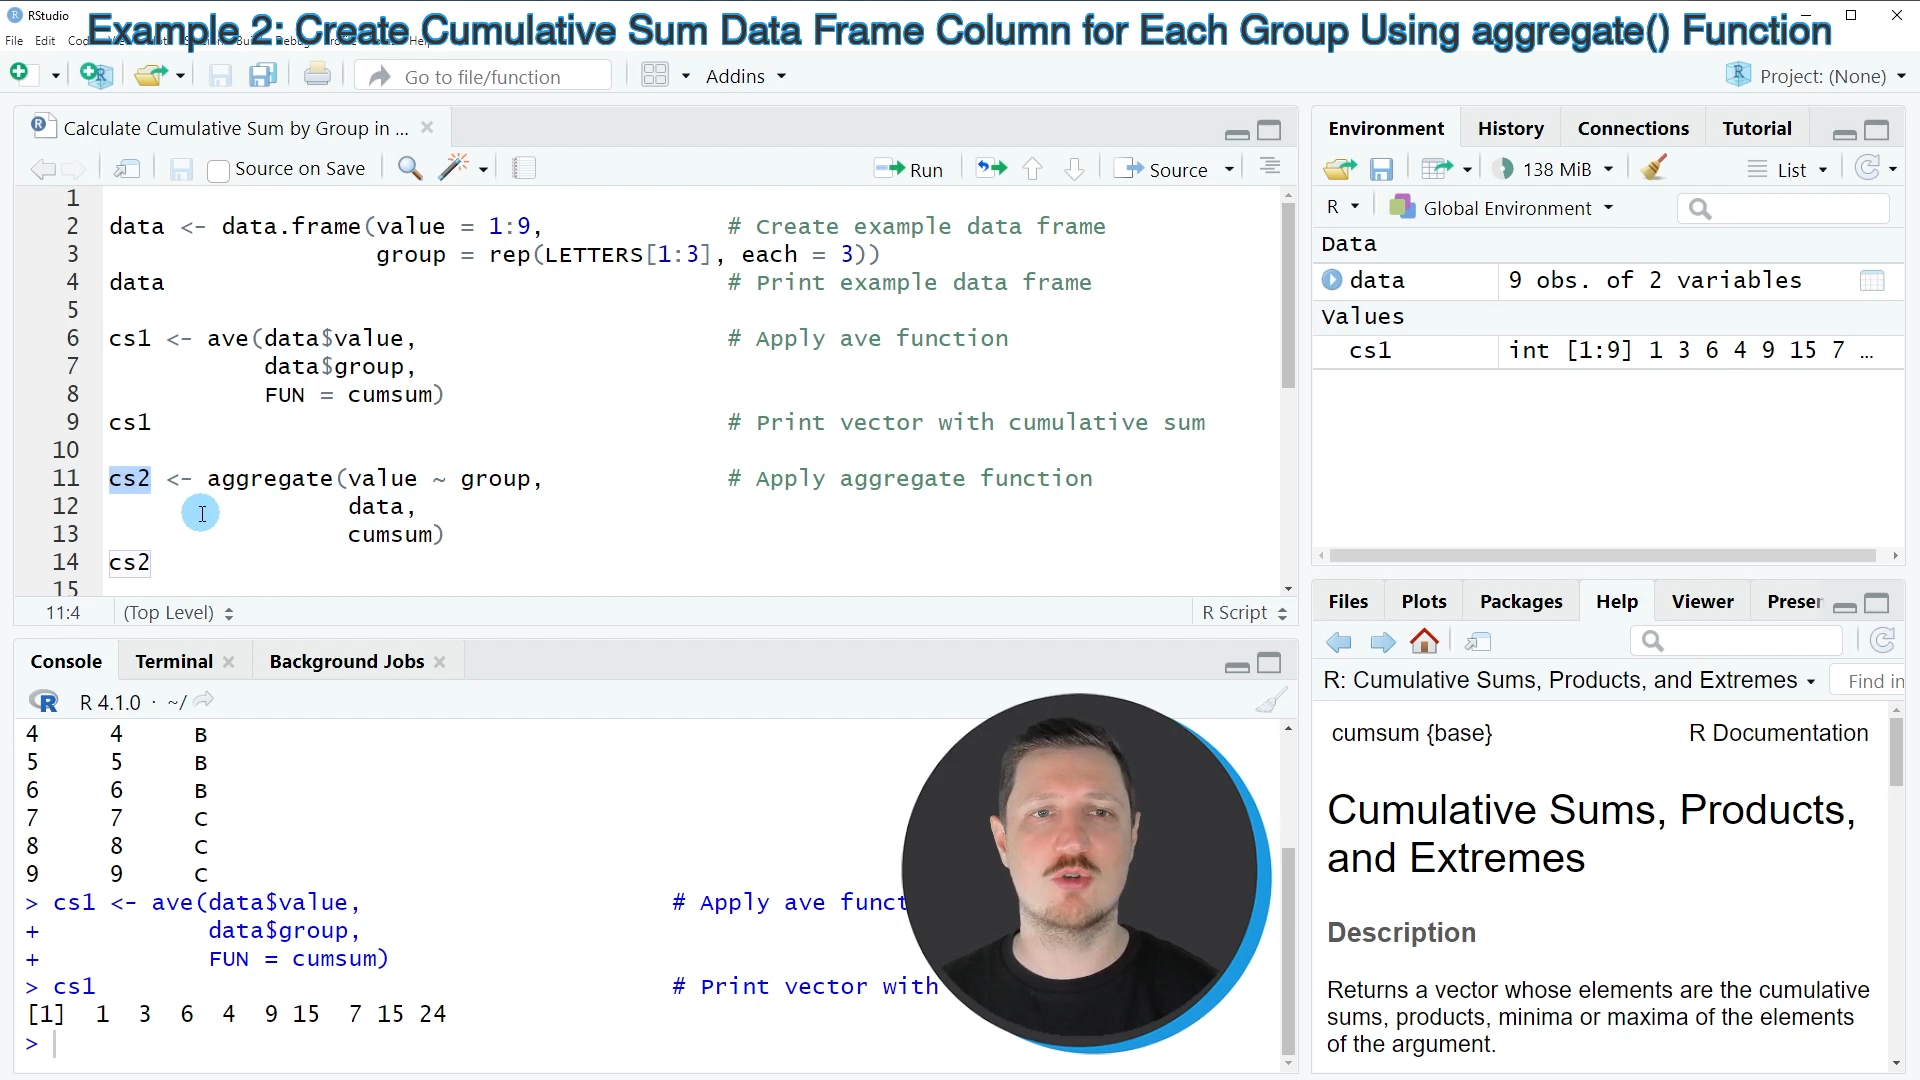 RStudio
Example 2: Create Cumulative Sum Data Frame Column for Each Group Using aggregate() Function
File Edit
Go to file/function
Addins
Project: (None)
Calculate Cumulative Sum by Group in ...
Source on Save
Run
Source
1
2 data <- data.frame(value = 1:9, # Create example data frame
3 group = rep(LETTERS[1:3], each = 3))
4 data # Print example data frame
5
6 cs1 <- ave(data$value, # Apply ave function
7 data$group,
8 FUN = cumsum)
9 cs1 # Print vector with cumulative sum
10
11 cs2 <- aggregate(value ~ group, # Apply aggregate function
12 data,
13 cumsum)
14 cs2
15
11:4 (Top Level) R Script
Console Terminal Background Jobs
R 4.1.0 · ~/
4 4 B
5 5 B
6 6 B
7 7 C
8 8 C
9 9 C
> cs1 <- ave(data$value, # Apply ave funct
+ data$group,
+ FUN = cumsum)
> cs1 # Print vector with
[1] 1 3 6 4 9 15 7 15 24
>
Environment History Connections Tutorial
138 MiB
List
R Global Environment
Data
data 9 obs. of 2 variables
Values
cs1 int [1:9] 1 3 6 4 9 15 7 ...
Files Plots Packages Help Viewer Preser
R: Cumulative Sums, Products, and Extremes Find in
cumsum {base} R Documentation
Cumulative Sums, Products,
and Extremes
Description
Returns a vector whose elements are the cumulative
sums, products, minima or maxima of the elements
of the argument.